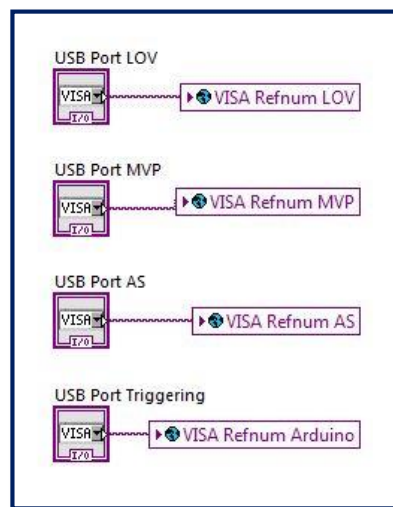 USB Port LOV
VISA VISA Refnum LOV
I/O
USB Port MVP
VISA VISA Refnum MVP
I/O
USB Port AS
VISA VISA Refnum AS
I/O
USB Port Triggering
VISA VISA Refnum Arduino
I/O